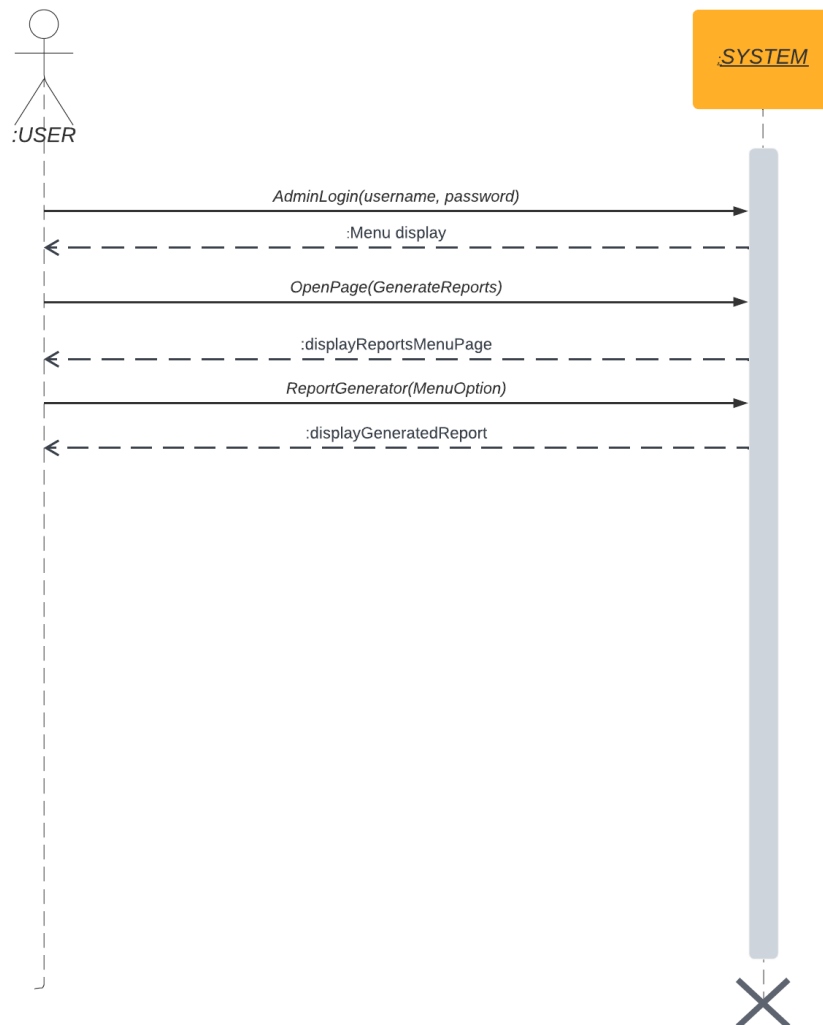 :SYSTEM
:USER
AdminLogin(username, password)
:Menu display
OpenPage(GenerateReports)
:displayReportsMenuPage
ReportGenerator(MenuOption)
:displayGeneratedReport